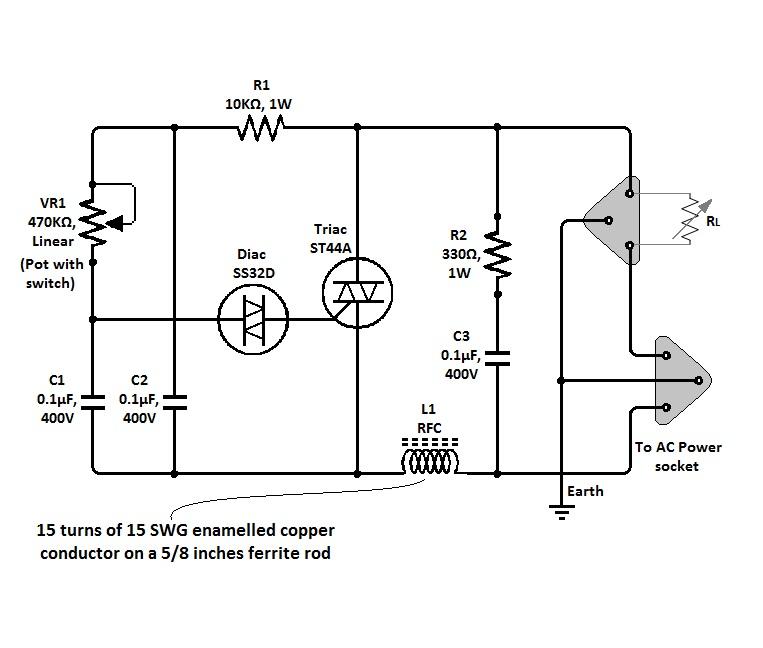 R1
10KΩ, 1W
VR1
470KΩ,
Linear
(Pot with
switch)
Diac
SS32D
Triac
ST44A
R2
330Ω,
1W
RL
C1
0.1µF,
400V
C2
0.1µF,
400V
C3
0.1µF,
400V
L1
RFC
To AC Power
socket
Earth
15 turns of 15 SWG enamelled copper
conductor on a 5/8 inches ferrite rod